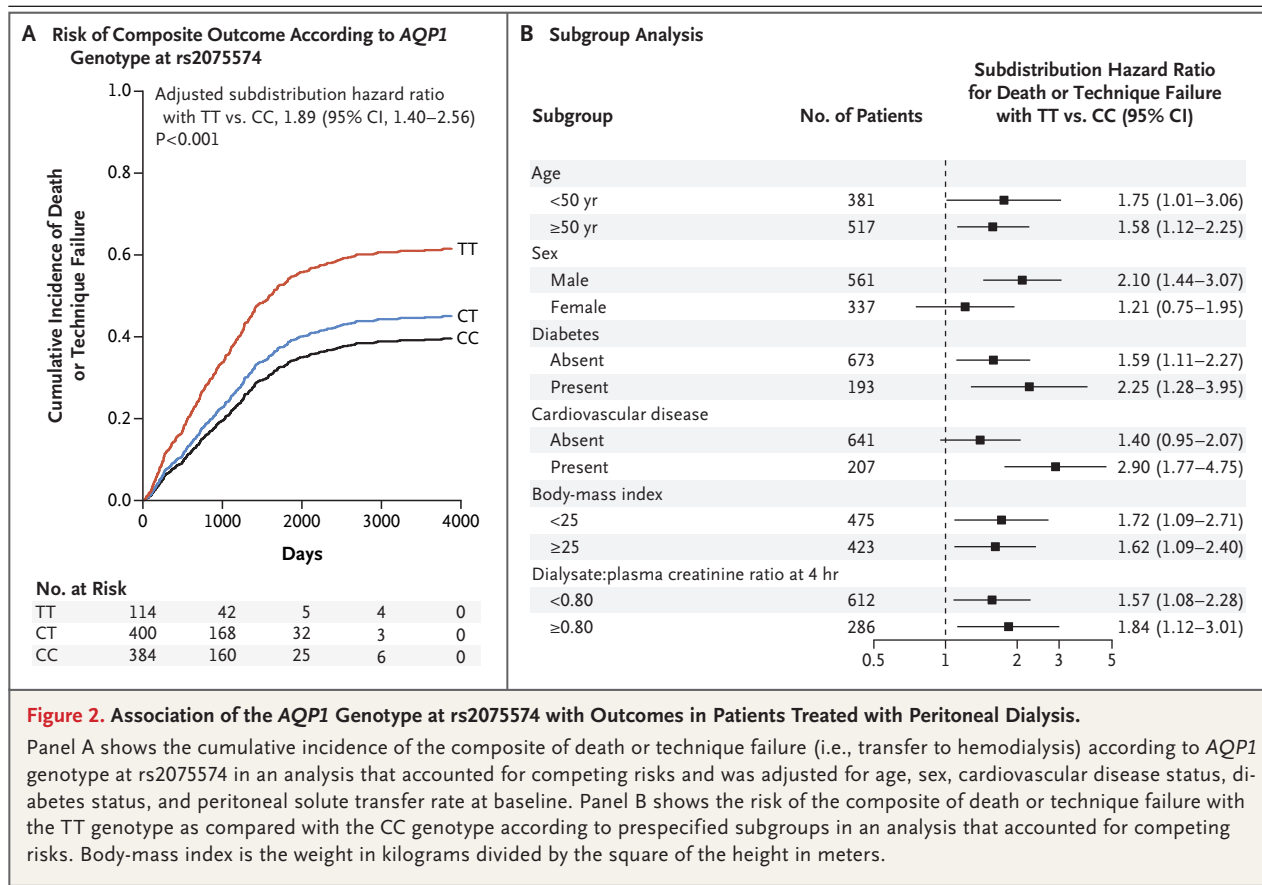 A Risk of Composite Outcome According to AQP1
Genotype at rs2075574
1.0
0.8
0.6
0.4
0.2
0.0
Cumulative Incidence of Death
or Technique Failure
Adjusted subdistribution hazard ratio
with TT vs. CC, 1.89 (95% CI, 1.40–2.56)
P<0.001
TT
CT
CC
0 1000 2000 3000 4000
Days
No. at Risk
TT 114 42 5 4 0
CT 400 168 32 3 0
CC 384 160 25 6 0
B Subgroup Analysis
Subgroup No. of Patients
Subdistribution Hazard Ratio
for Death or Technique Failure
with TT vs. CC (95% CI)
Age
<50 yr 381 1.75 (1.01–3.06)
≥50 yr 517 1.58 (1.12–2.25)
Sex
Male 561 2.10 (1.44–3.07)
Female 337 1.21 (0.75–1.95)
Diabetes
Absent 673 1.59 (1.11–2.27)
Present 193 2.25 (1.28–3.95)
Cardiovascular disease
Absent 641 1.40 (0.95–2.07)
Present 207 2.90 (1.77–4.75)
Body-mass index
<25 475 1.72 (1.09–2.71)
≥25 423 1.62 (1.09–2.40)
Dialysate:plasma creatinine ratio at 4 hr
<0.80 612 1.57 (1.08–2.28)
≥0.80 286 1.84 (1.12–3.01)
0.5 1 2 3 5
Figure 2. Association of the AQP1 Genotype at rs2075574 with Outcomes in Patients Treated with Peritoneal Dialysis.
Panel A shows the cumulative incidence of the composite of death or technique failure (i.e., transfer to hemodialysis) according to AQP1
genotype at rs2075574 in an analysis that accounted for competing risks and was adjusted for age, sex, cardiovascular disease status, di-
abetes status, and peritoneal solute transfer rate at baseline. Panel B shows the risk of the composite of death or technique failure with
the TT genotype as compared with the CC genotype according to prespecified subgroups in an analysis that accounted for competing
risks. Body-mass index is the weight in kilograms divided by the square of the height in meters.